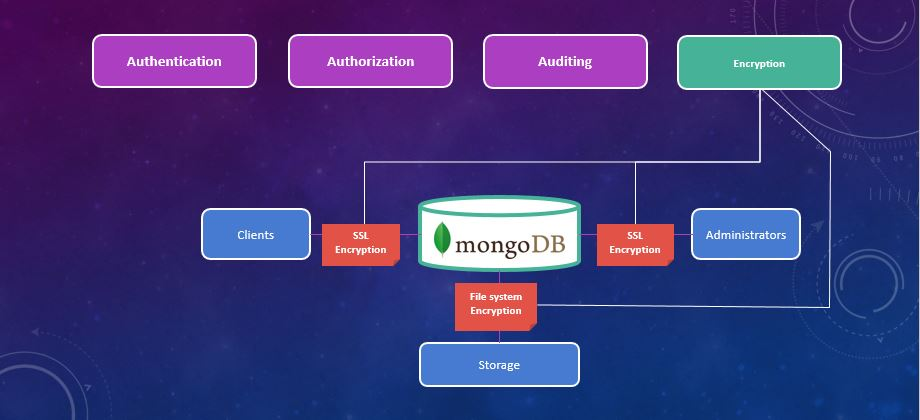 Authentication
Authorization
Auditing
Encryption
Clients
SSL
Encryption
mongoDB
SSL
Encryption
Administrators
File system
Encryption
Storage